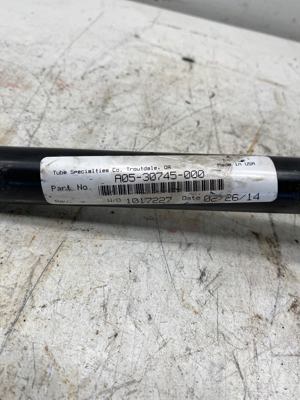 Tube Specialties Co. Troutdale, OR
Made in USA
A05-30745-000
Part No.
W/O 1017227 Date 02/26/14